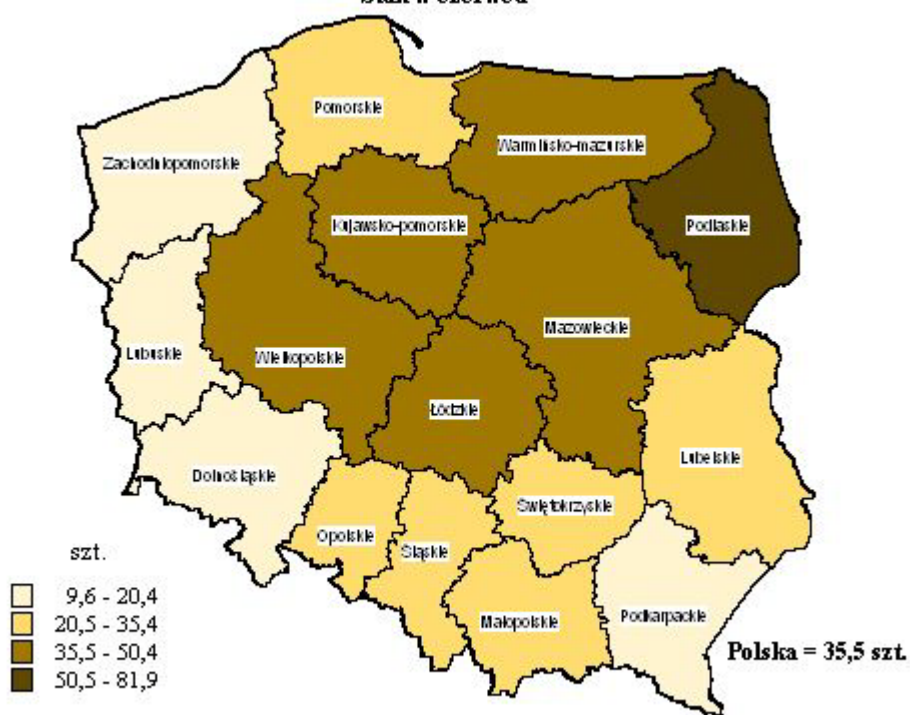 Pomorskie
Warmińsko-mazurskie
Zachodniopomorskie
Podlaskie
Kujawsko-pomorskie
Mazowieckie
Lubuskie
Wielkopolskie
Łódzkie
Lubelskie
Dolnośląskie
Świętokrzyskie
Opolskie
Śląskie
Małopolskie
Podkarpackie
szt.
9,6 - 20,4
20,5 - 35,4
35,5 - 50,4
50,5 - 81,9
Polska = 35,5 szt.